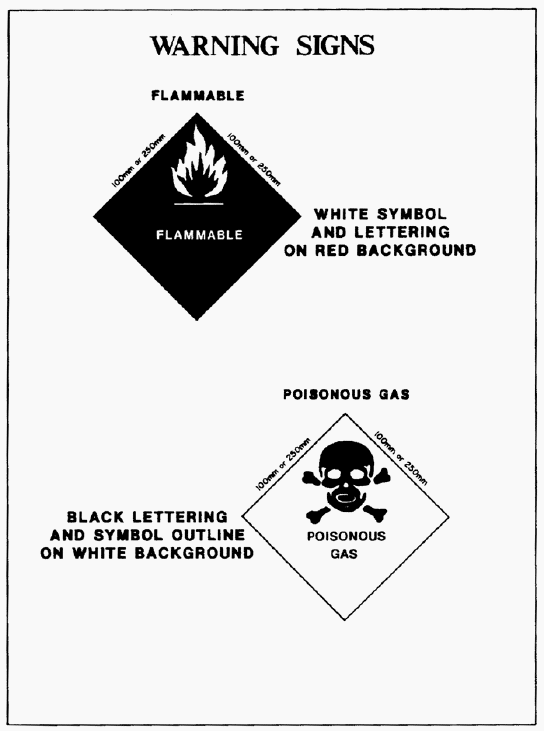 WARNING SIGNS
FLAMMABLE
100mm or 250mm
100mm or 250mm
FLAMMABLE
WHITE SYMBOL
AND LETTERING
ON RED BACKGROUND
POISONOUS GAS
100mm or 250mm
100mm or 250mm
POISONOUS
GAS
BLACK LETTERING
AND SYMBOL OUTLINE
ON WHITE BACKGROUND